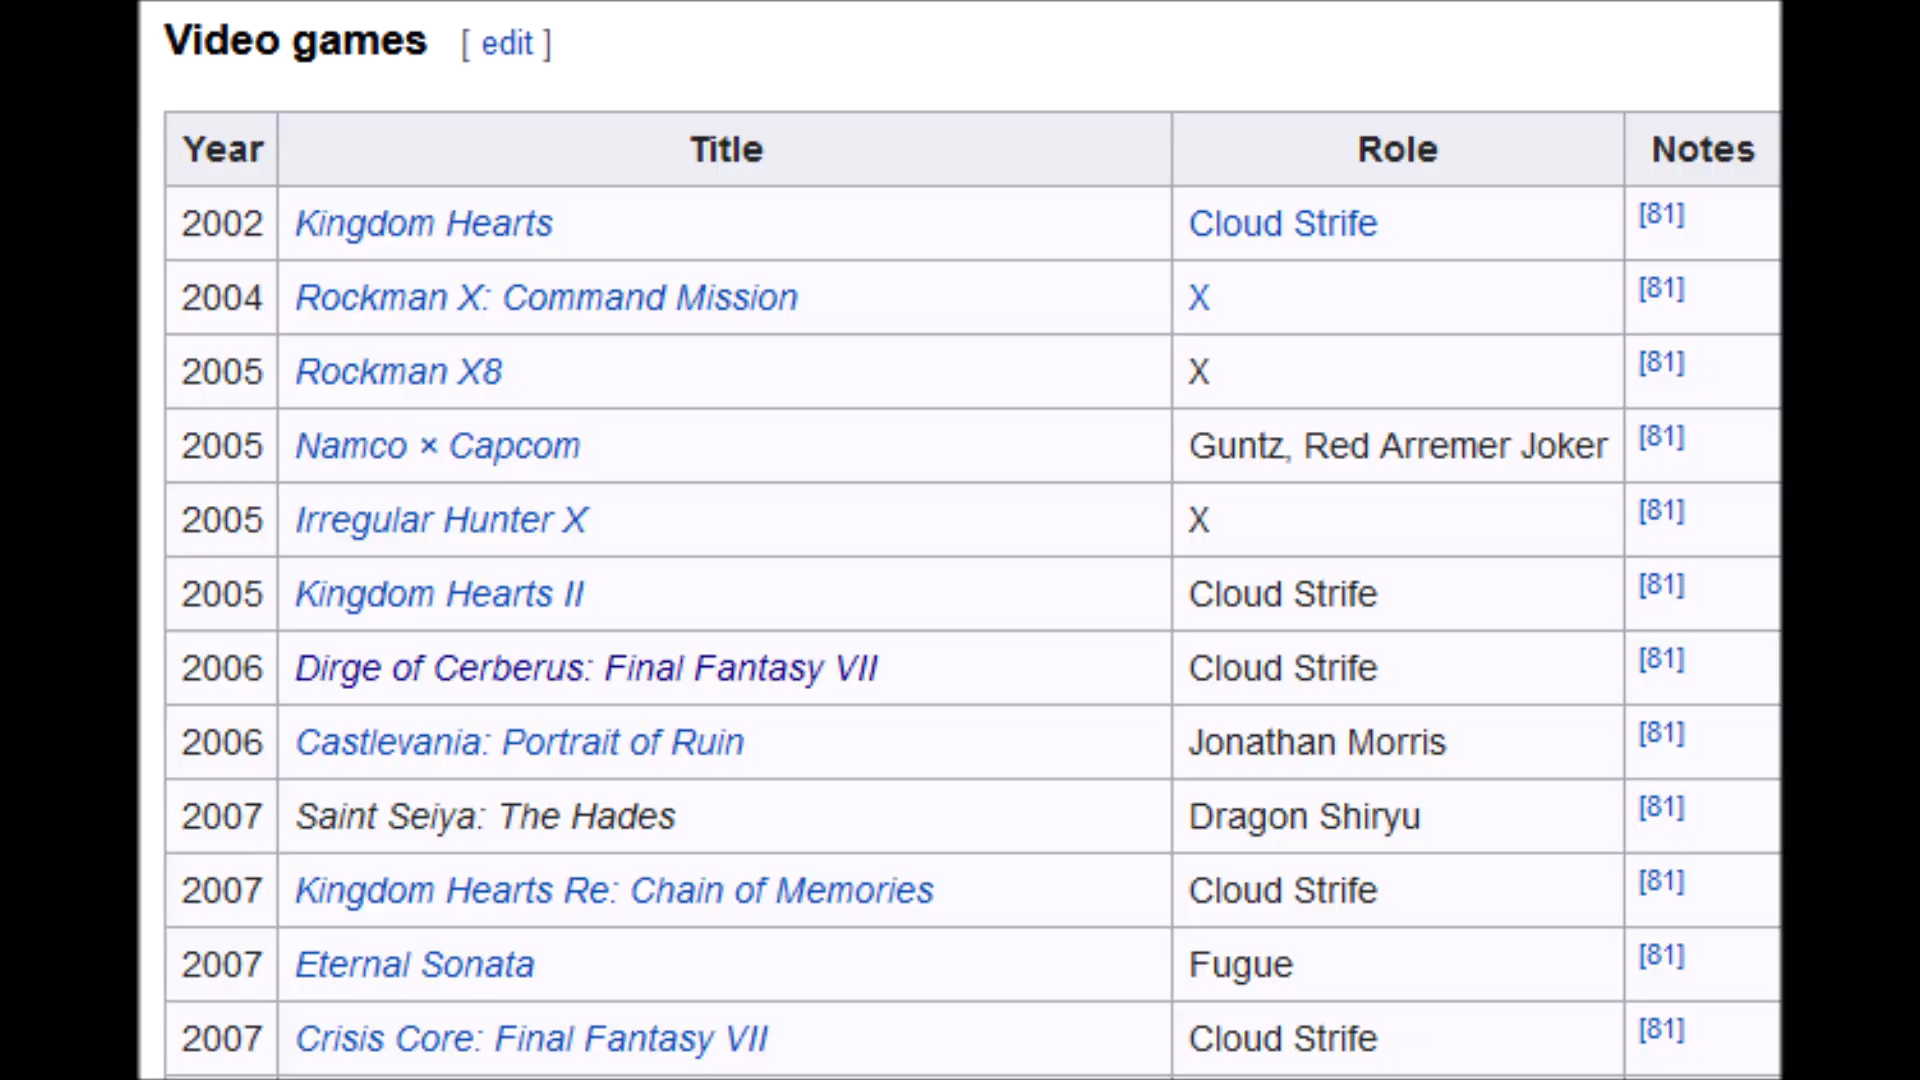 Video games [ edit ]
Year Title Role Notes
2002 Kingdom Hearts Cloud Strife [81]
2004 Rockman X: Command Mission X [81]
2005 Rockman X8 X [81]
2005 Namco × Capcom Guntz, Red Arremer Joker [81]
2005 Irregular Hunter X X [81]
2005 Kingdom Hearts II Cloud Strife [81]
2006 Dirge of Cerberus: Final Fantasy VII Cloud Strife [81]
2006 Castlevania: Portrait of Ruin Jonathan Morris [81]
2007 Saint Seiya: The Hades Dragon Shiryu [81]
2007 Kingdom Hearts Re: Chain of Memories Cloud Strife [81]
2007 Eternal Sonata Fugue [81]
2007 Crisis Core: Final Fantasy VII Cloud Strife [81]